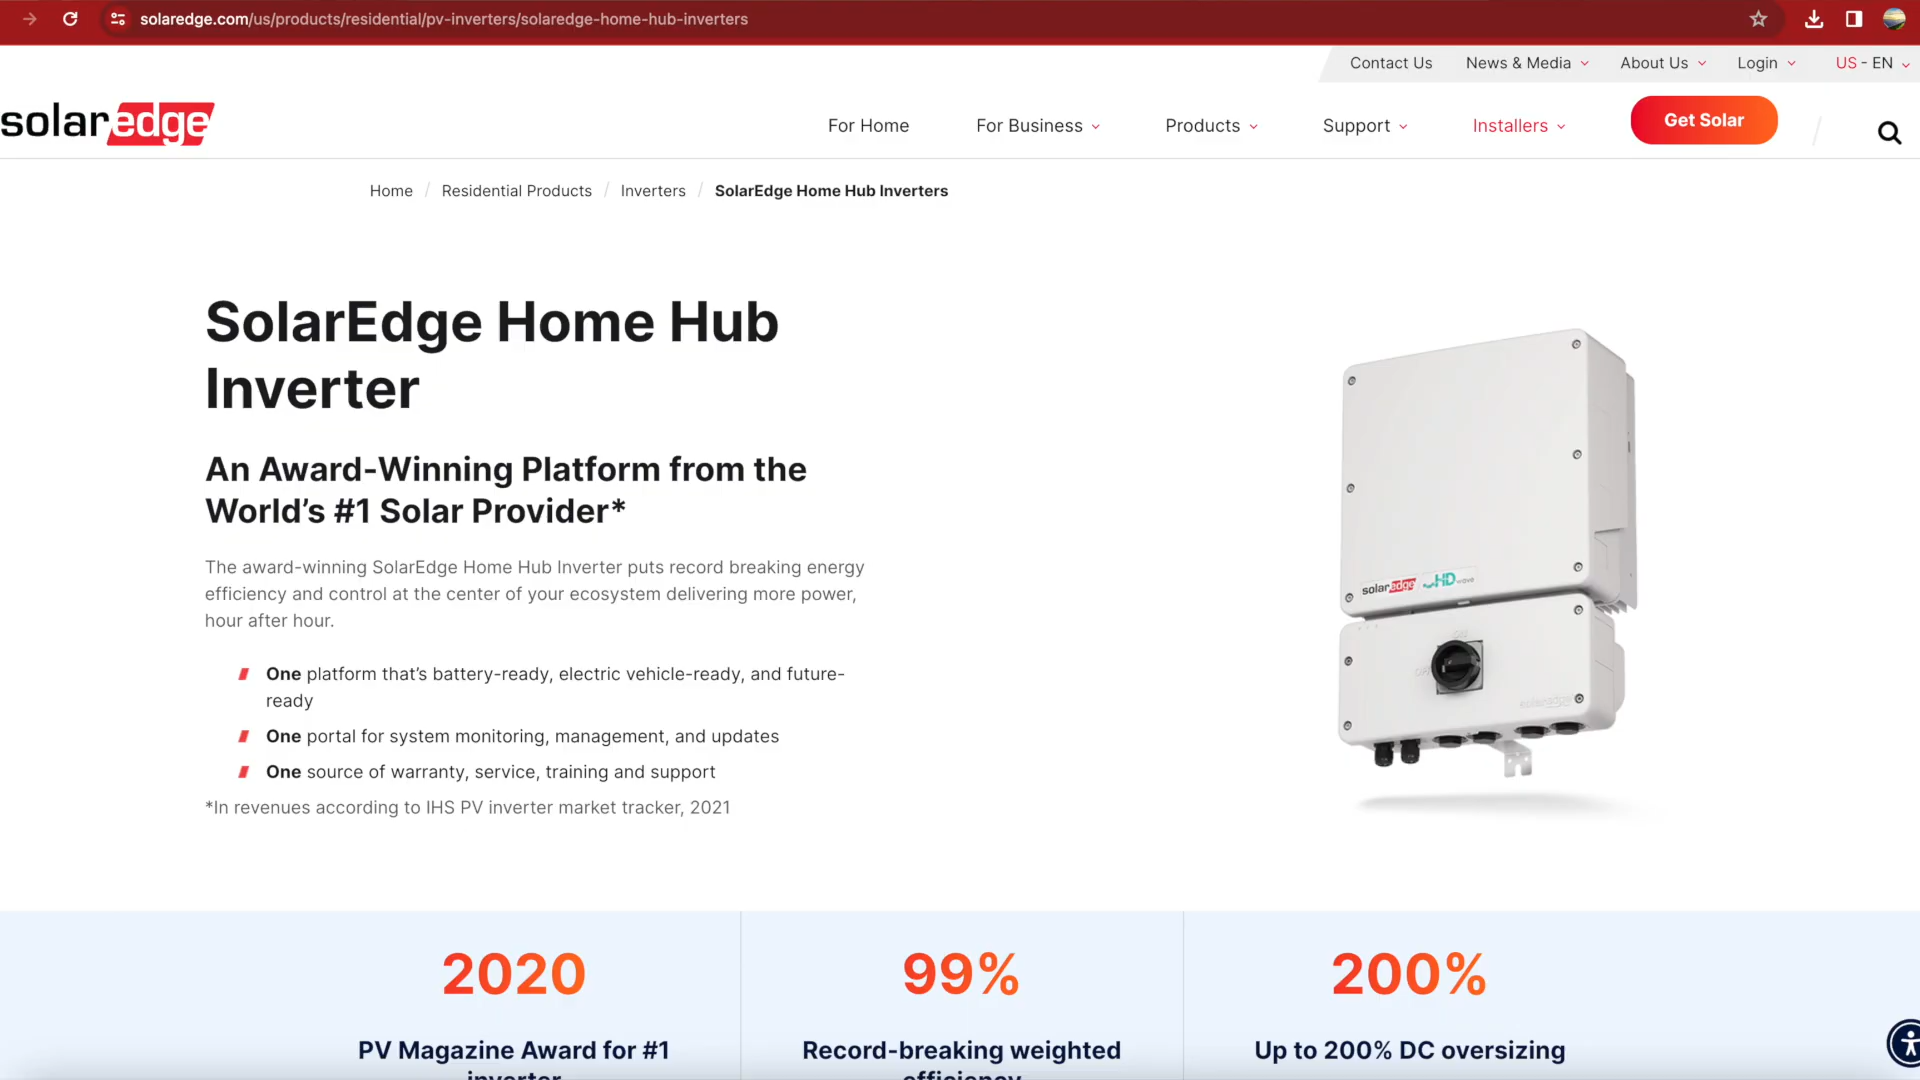 solaredge.com/us/products/residential/pv-inverters/solaredge-home-hub-inverters
Contact Us
News & Media
About Us
Login
US - EN
solaredge
For Home
For Business
Products
Support
Installers
Get Solar
Home / Residential Products / Inverters / SolarEdge Home Hub Inverters
SolarEdge Home Hub
Inverter
An Award-Winning Platform from the
World’s #1 Solar Provider*
The award-winning SolarEdge Home Hub Inverter puts record breaking energy
efficiency and control at the center of your ecosystem delivering more power,
hour after hour.
One platform that’s battery-ready, electric vehicle-ready, and future-
ready
One portal for system monitoring, management, and updates
One source of warranty, service, training and support
*In revenues according to IHS PV inverter market tracker, 2021
solaredge HD wave
solaredge
2020
PV Magazine Award for #1
inverter
99%
Record-breaking weighted
efficiency
200%
Up to 200% DC oversizing